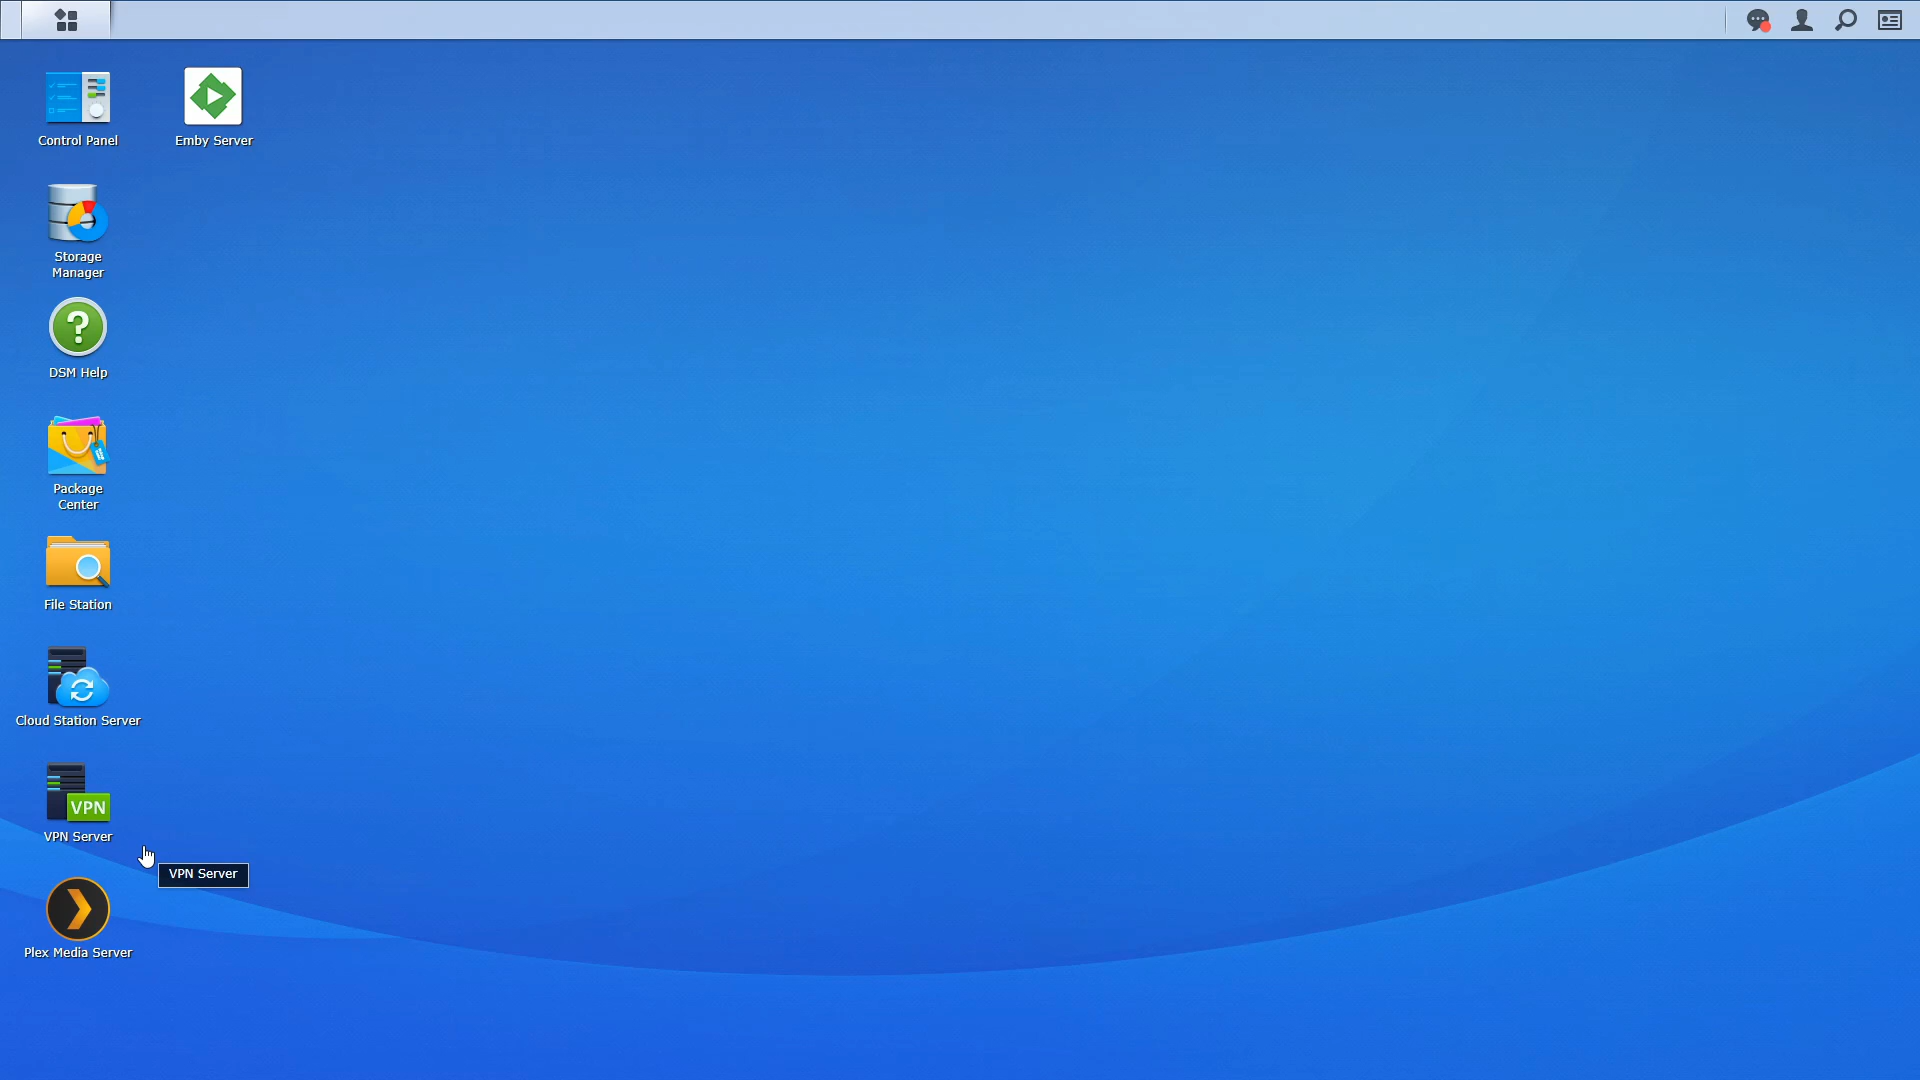 Control Panel
Emby Server
Storage
Manager
DSM Help
Package
Center
File Station
Cloud Station Server
VPN
VPN Server
VPN Server
Plex Media Server